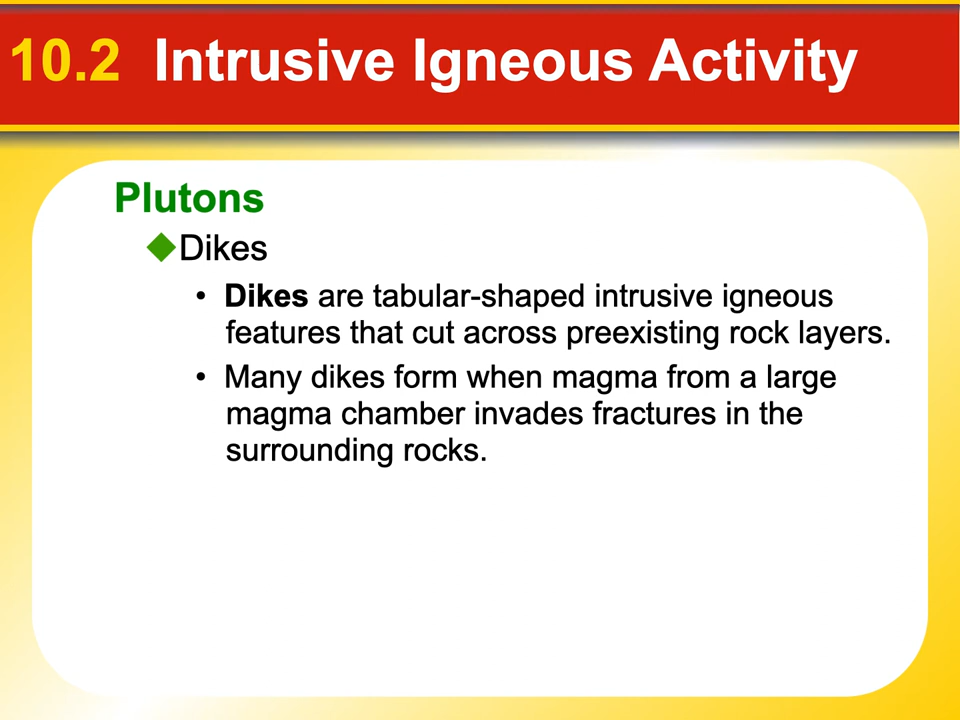 10.2 Intrusive Igneous Activity
Plutons
◆Dikes
• Dikes are tabular-shaped intrusive igneous
features that cut across preexisting rock layers.
• Many dikes form when magma from a large
magma chamber invades fractures in the
surrounding rocks.